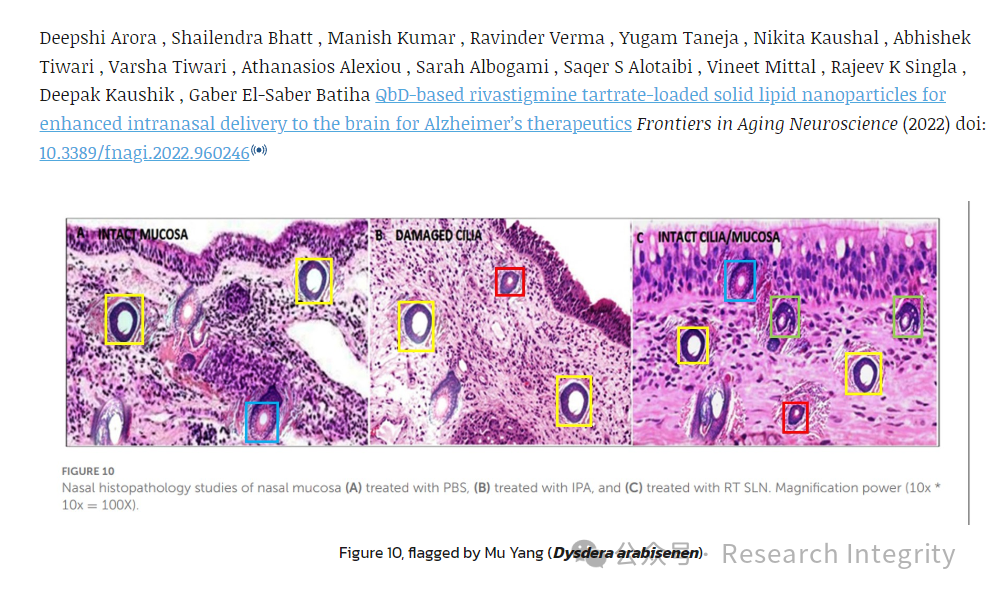 Deepshi Arora , Shailendra Bhatt , Manish Kumar , Ravinder Verma , Yugam Taneja , Nikita Kaushal , Abhishek
Tiwari , Varsha Tiwari , Athanasios Alexiou , Sarah Albogami , Saqer S Alotaibi , Vineet Mittal , Rajeev K Singla ,
Deepak Kaushik , Gaber El-Saber Batiha QbD-based rivastigmine tartrate-loaded solid lipid nanoparticles for
enhanced intranasal delivery to the brain for Alzheimer’s therapeutics Frontiers in Aging Neuroscience (2022) doi:
10.3389/fnagi.2022.960246
A. INTACT MUCOSA
B DAMAGED CILIA
C INTACT CILIA/MUCOSA
FIGURE 10
Nasal histopathology studies of nasal mucosa (A) treated with PBS, (B) treated with IPA, and (C) treated with RT SLN. Magnification power (10x *
10x = 100X).
Figure 10, flagged by Mu Yang (Dysdera arabisenen)
公众号 · Research Integrity